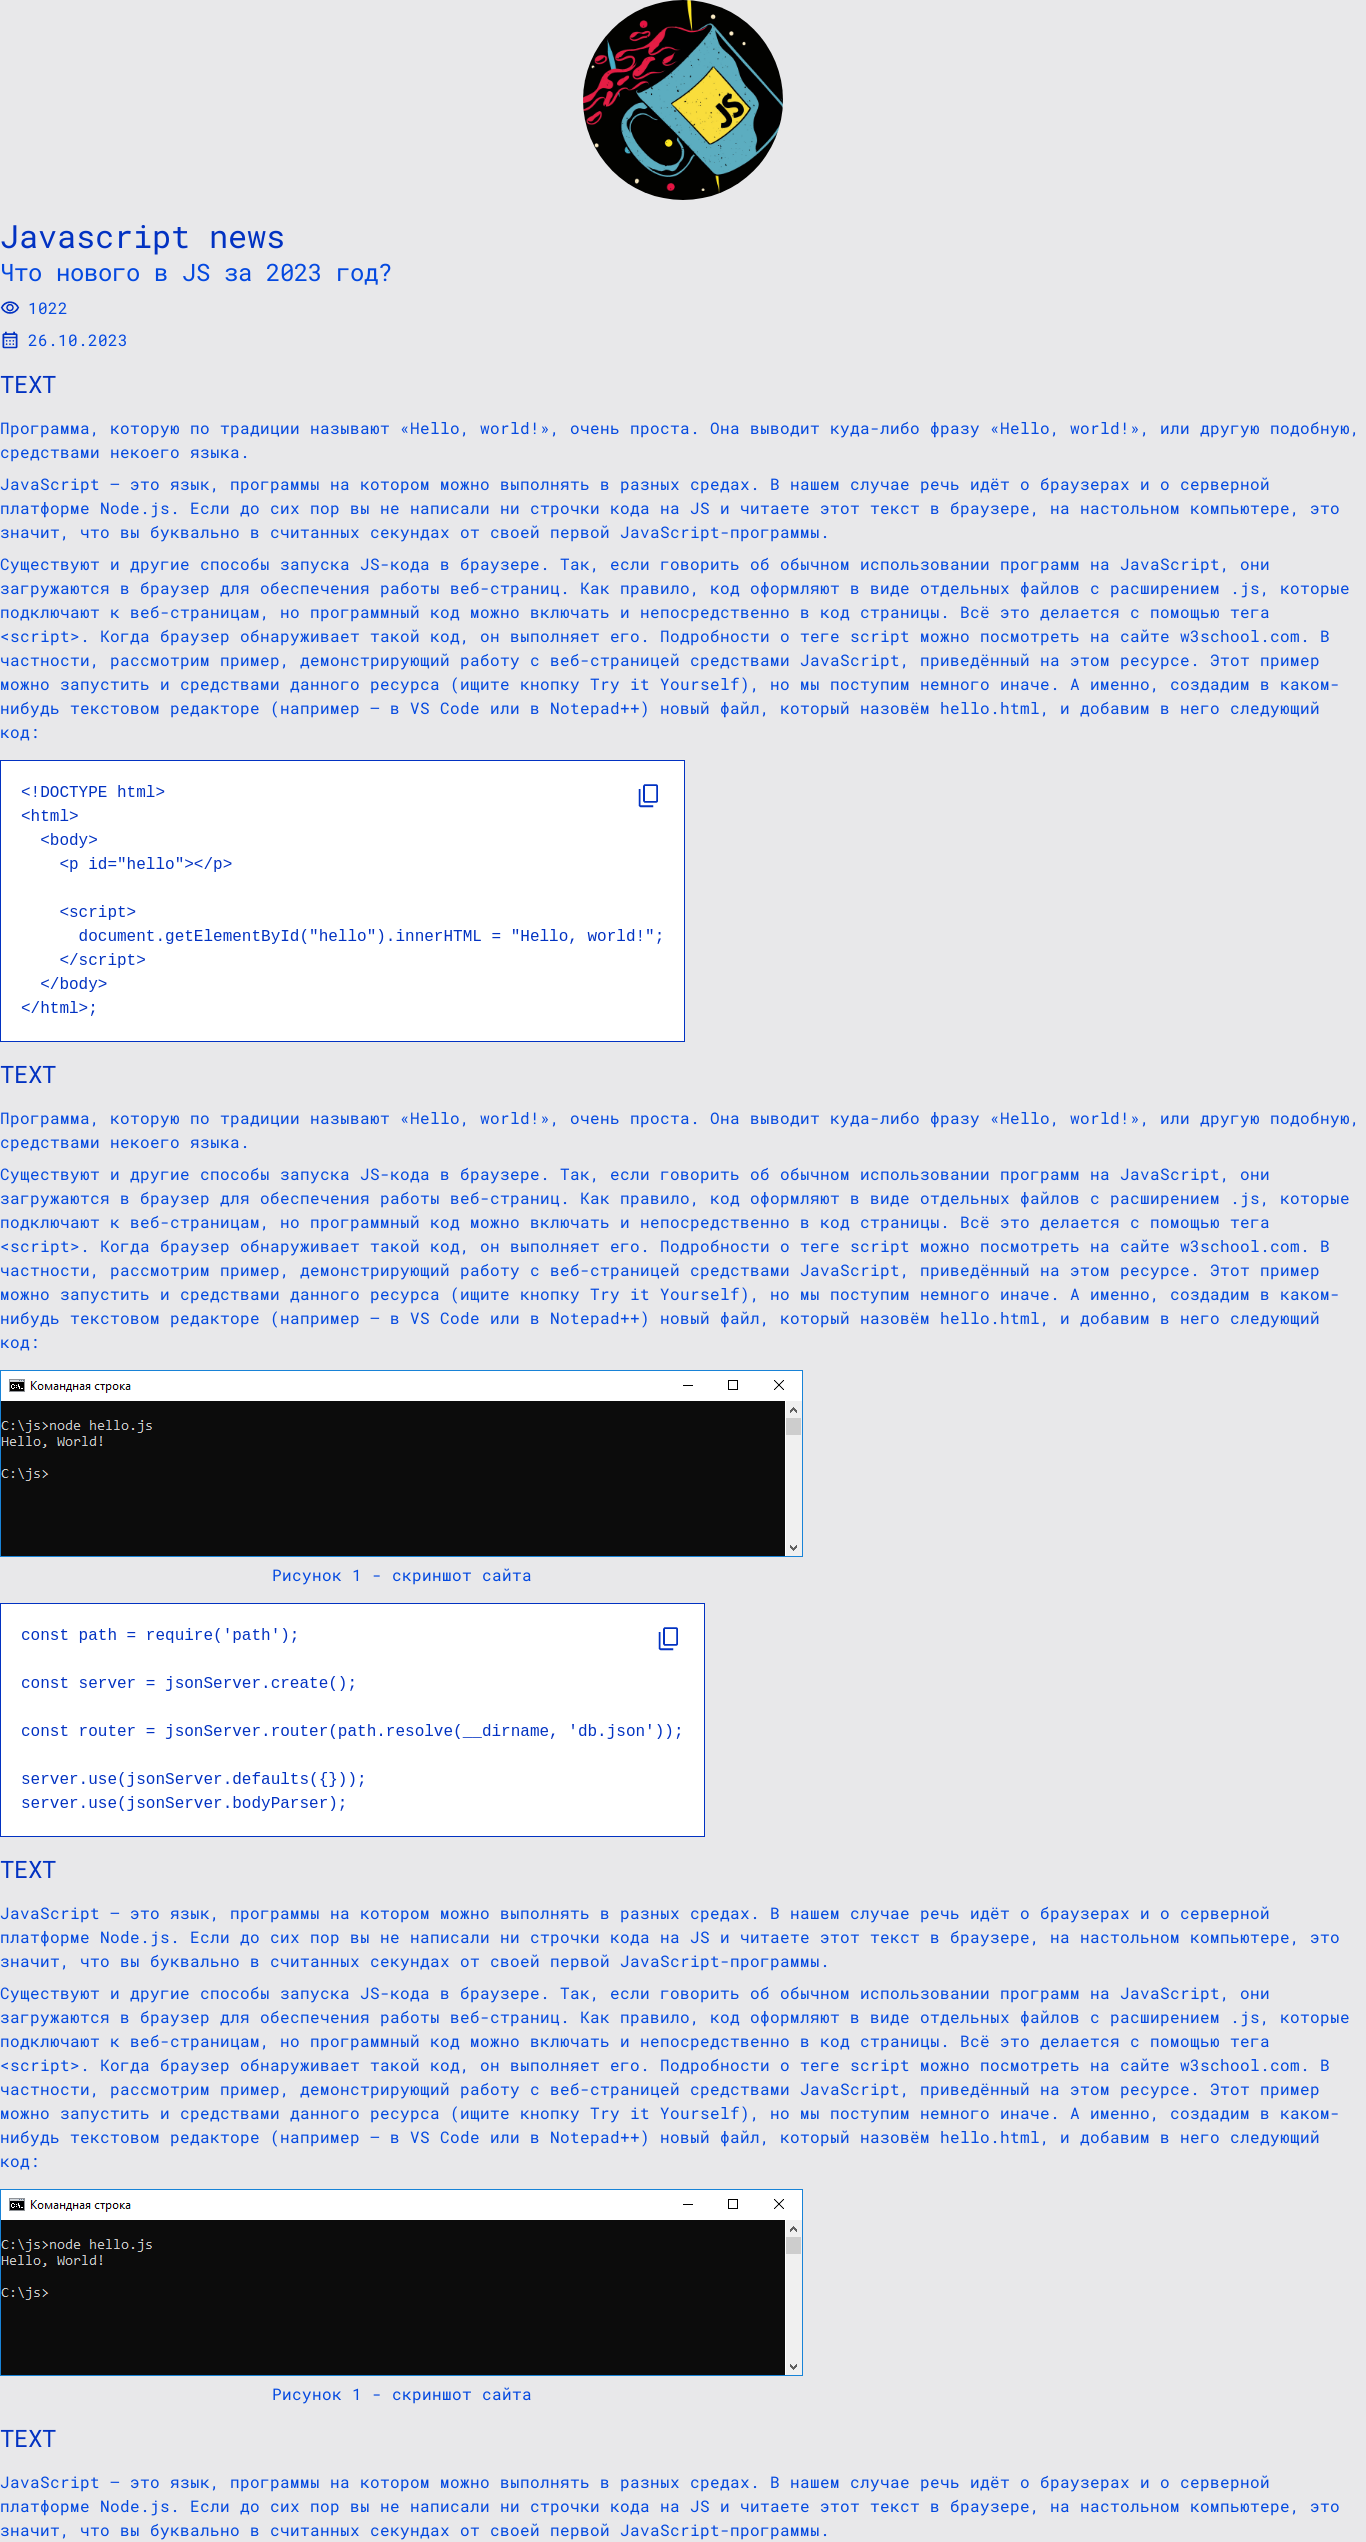 JS
Javascript news
Что нового в JS за 2023 год?
1022
26.10.2023
TEXT
Программа, которую по традиции называют «Hello, world!», очень проста. Она выводит куда-либо фразу «Hello, world!», или другую подобную,
средствами некоего языка.
JavaScript — это язык, программы на котором можно выполнять в разных средах. В нашем случае речь идёт о браузерах и о серверной
платформе Node.js. Если до сих пор вы не написали ни строчки кода на JS и читаете этот текст в браузере, на настольном компьютере, это
значит, что вы буквально в считанных секундах от своей первой JavaScript-программы.
Существуют и другие способы запуска JS-кода в браузере. Так, если говорить об обычном использовании программ на JavaScript, они
загружаются в браузер для обеспечения работы веб-страниц. Как правило, код оформляют в виде отдельных файлов с расширением .js, которые
подключают к веб-страницам, но программный код можно включать и непосредственно в код страницы. Всё это делается с помощью тега
<script>. Когда браузер обнаруживает такой код, он выполняет его. Подробности о теге script можно посмотреть на сайте w3school.com. В
частности, рассмотрим пример, демонстрирующий работу с веб-страницей средствами JavaScript, приведённый на этом ресурсе. Этот пример
можно запустить и средствами данного ресурса (ищите кнопку Try it Yourself), но мы поступим немного иначе. А именно, создадим в каком-
нибудь текстовом редакторе (например — в VS Code или в Notepad++) новый файл, который назовём hello.html, и добавим в него следующий
код:
<!DOCTYPE html>
<html>
  <body>
    <p id="hello"></p>
    <script>
      document.getElementById("hello").innerHTML = "Hello, world!";
    </script>
  </body>
</html>;
TEXT
Программа, которую по традиции называют «Hello, world!», очень проста. Она выводит куда-либо фразу «Hello, world!», или другую подобную,
средствами некоего языка.
Существуют и другие способы запуска JS-кода в браузере. Так, если говорить об обычном использовании программ на JavaScript, они
загружаются в браузер для обеспечения работы веб-страниц. Как правило, код оформляют в виде отдельных файлов с расширением .js, которые
подключают к веб-страницам, но программный код можно включать и непосредственно в код страницы. Всё это делается с помощью тега
<script>. Когда браузер обнаруживает такой код, он выполняет его. Подробности о теге script можно посмотреть на сайте w3school.com. В
частности, рассмотрим пример, демонстрирующий работу с веб-страницей средствами JavaScript, приведённый на этом ресурсе. Этот пример
можно запустить и средствами данного ресурса (ищите кнопку Try it Yourself), но мы поступим немного иначе. А именно, создадим в каком-
нибудь текстовом редакторе (например — в VS Code или в Notepad++) новый файл, который назовём hello.html, и добавим в него следующий
код:
Командная строка
C:\js>node hello.js
Hello, World!
C:\js>
Рисунок 1 - скриншот сайта
const path = require('path');
const server = jsonServer.create();
const router = jsonServer.router(path.resolve(__dirname, 'db.json'));
server.use(jsonServer.defaults({}));
server.use(jsonServer.bodyParser);
TEXT
JavaScript — это язык, программы на котором можно выполнять в разных средах. В нашем случае речь идёт о браузерах и о серверной
платформе Node.js. Если до сих пор вы не написали ни строчки кода на JS и читаете этот текст в браузере, на настольном компьютере, это
значит, что вы буквально в считанных секундах от своей первой JavaScript-программы.
Существуют и другие способы запуска JS-кода в браузере. Так, если говорить об обычном использовании программ на JavaScript, они
загружаются в браузер для обеспечения работы веб-страниц. Как правило, код оформляют в виде отдельных файлов с расширением .js, которые
подключают к веб-страницам, но программный код можно включать и непосредственно в код страницы. Всё это делается с помощью тега
<script>. Когда браузер обнаруживает такой код, он выполняет его. Подробности о теге script можно посмотреть на сайте w3school.com. В
частности, рассмотрим пример, демонстрирующий работу с веб-страницей средствами JavaScript, приведённый на этом ресурсе. Этот пример
можно запустить и средствами данного ресурса (ищите кнопку Try it Yourself), но мы поступим немного иначе. А именно, создадим в каком-
нибудь текстовом редакторе (например — в VS Code или в Notepad++) новый файл, который назовём hello.html, и добавим в него следующий
код:
Командная строка
C:\js>node hello.js
Hello, World!
C:\js>
Рисунок 1 - скриншот сайта
TEXT
JavaScript — это язык, программы на котором можно выполнять в разных средах. В нашем случае речь идёт о браузерах и о серверной
платформе Node.js. Если до сих пор вы не написали ни строчки кода на JS и читаете этот текст в браузере, на настольном компьютере, это
значит, что вы буквально в считанных секундах от своей первой JavaScript-программы.